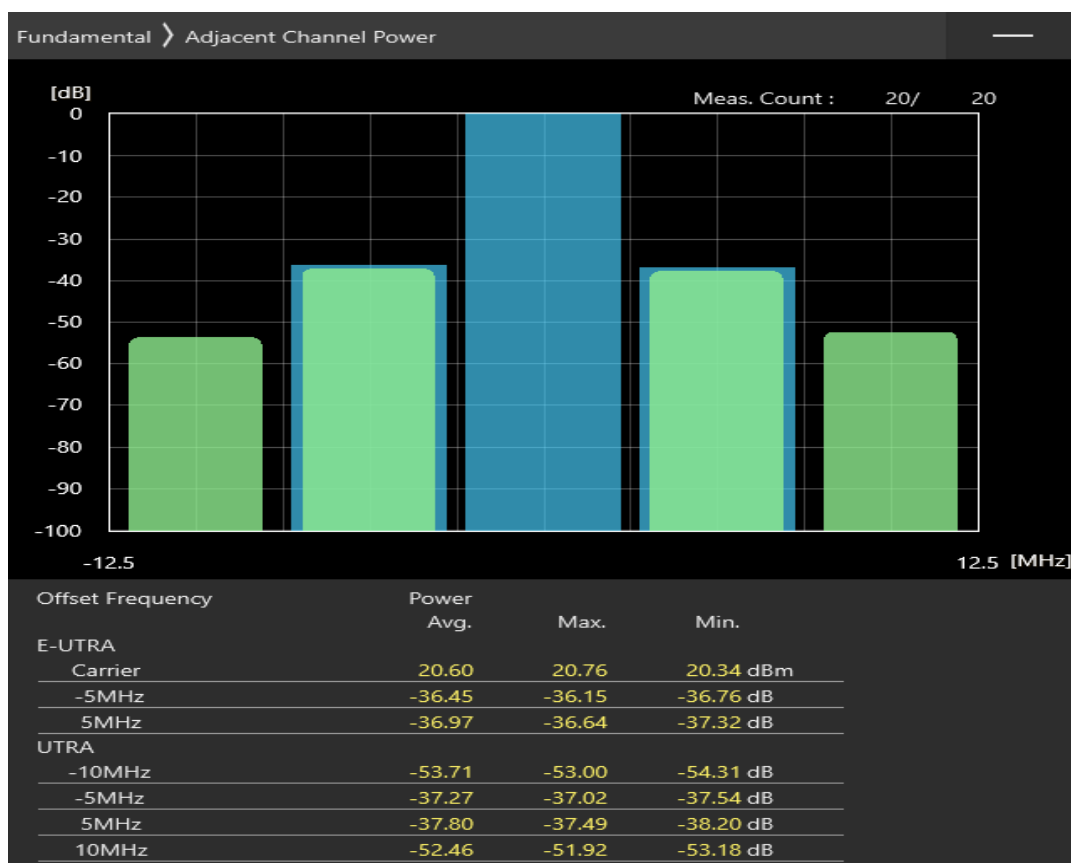 Fundamental ❯ Adjacent Channel Power
[dB]
Meas. Count : 20/ 20
0
-10
-20
-30
-40
-50
-60
-70
-80
-90
-100
-12.5 12.5 [MHz]
Offset Frequency Power
Avg. Max. Min.
E-UTRA
Carrier 20.60 20.76 20.34 dBm
-5MHz -36.45 -36.15 -36.76 dB
5MHz -36.97 -36.64 -37.32 dB
UTRA
-10MHz -53.71 -53.00 -54.31 dB
-5MHz -37.27 -37.02 -37.54 dB
5MHz -37.80 -37.49 -38.20 dB
10MHz -52.46 -51.92 -53.18 dB